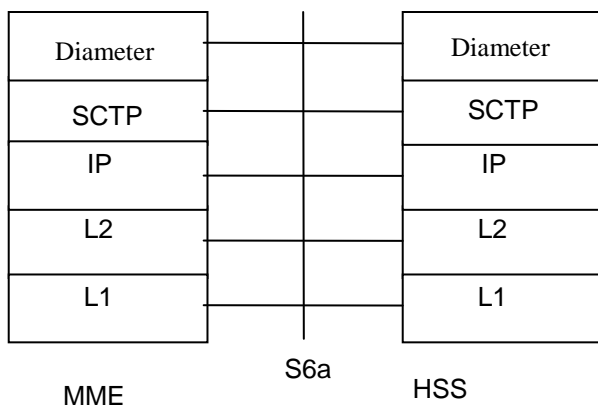 Diameter
Diameter
SCTP
SCTP
IP
IP
L2
L2
L1
L1
S6a
MME
HSS